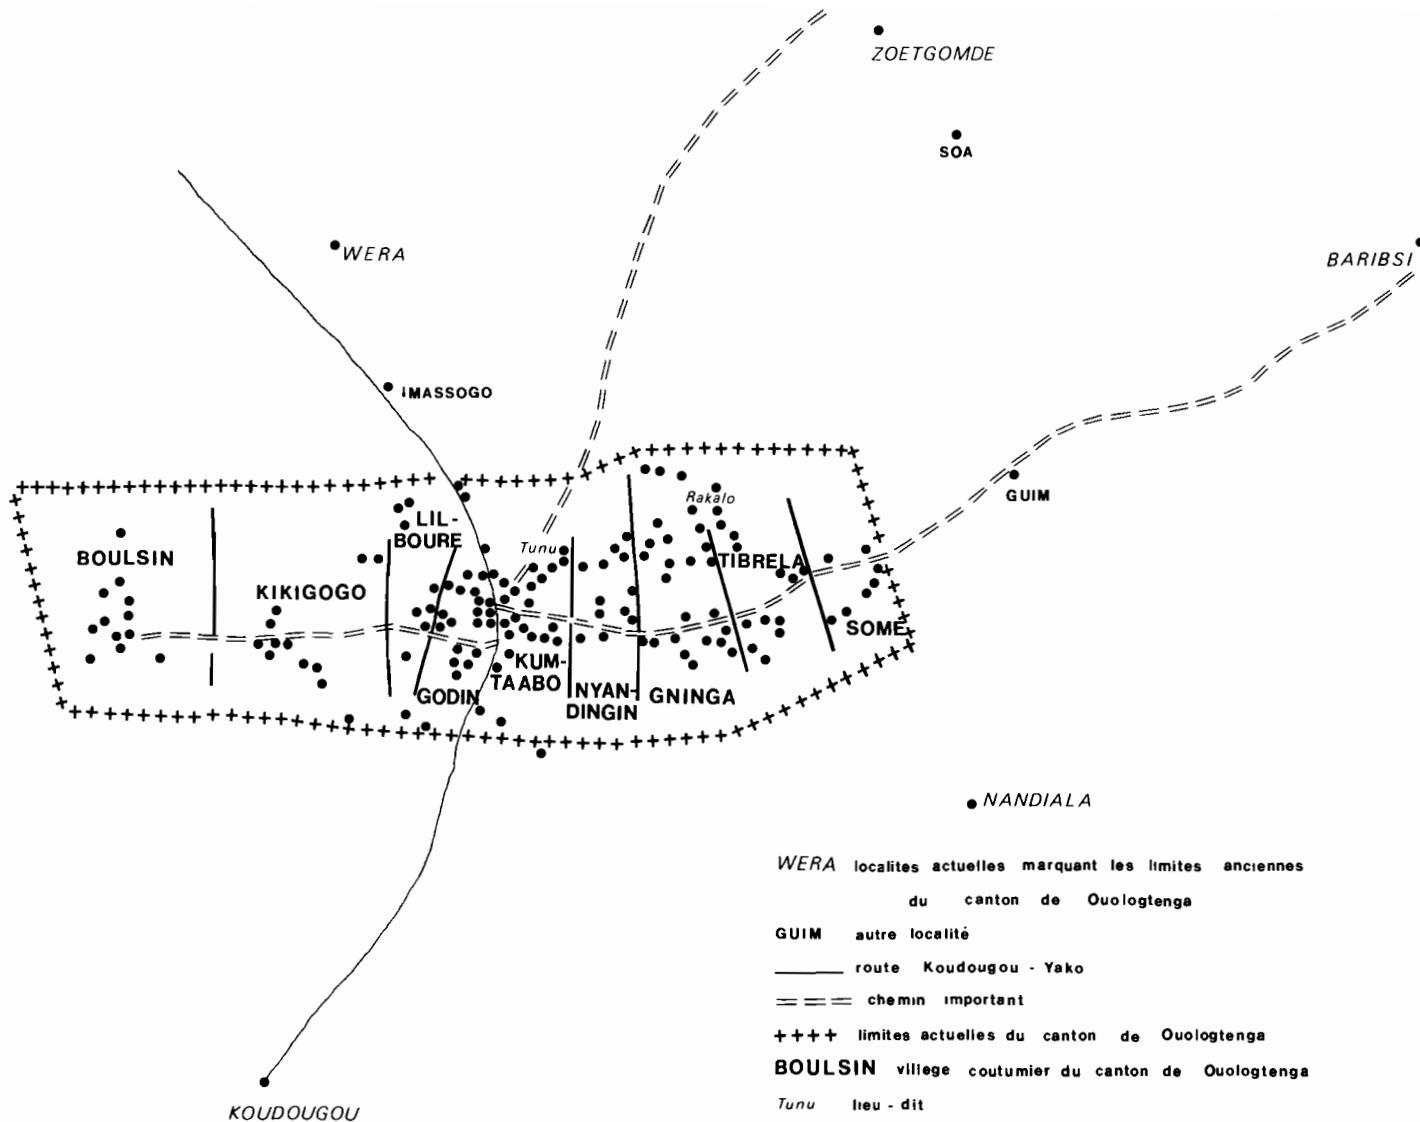 ZOETGOMDE
SOA
WERA
BARIBSI
IMASSOGO
GUIM
Rakalo
LIL-
BOURE
Tunu
BOULSIN
TIBRELA
KIKIGOGO
SOME
KUM-
TAABO
GODIN
NYAN-
DINGIN
GNINGA
NANDIALA
WERA localites actuelles marquant les limites anciennes
du canton de Ouologtenga
GUIM autre localité
route Koudougou - Yako
chemin important
++++ limites actuelles du canton de Ouologtenga
BOULSIN villege coutumier du canton de Ouologtenga
Tunu lieu - dit
KOUDOUGOU